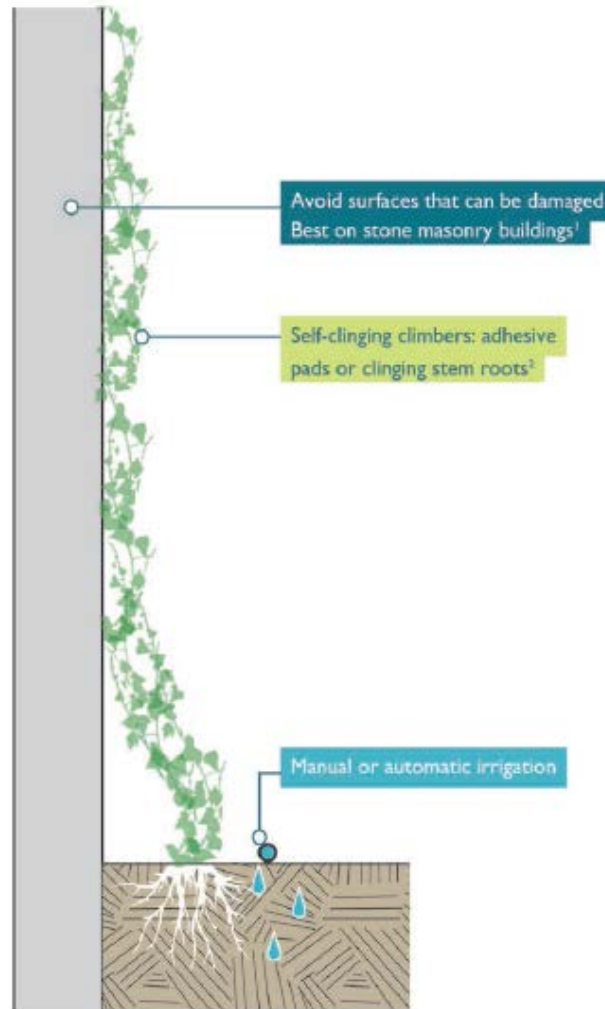 Avoid surfaces that can be damaged
Best on stone masonry buildings¹
Self-clinging climbers: adhesive
pads or clinging stem roots²
Manual or automatic irrigation